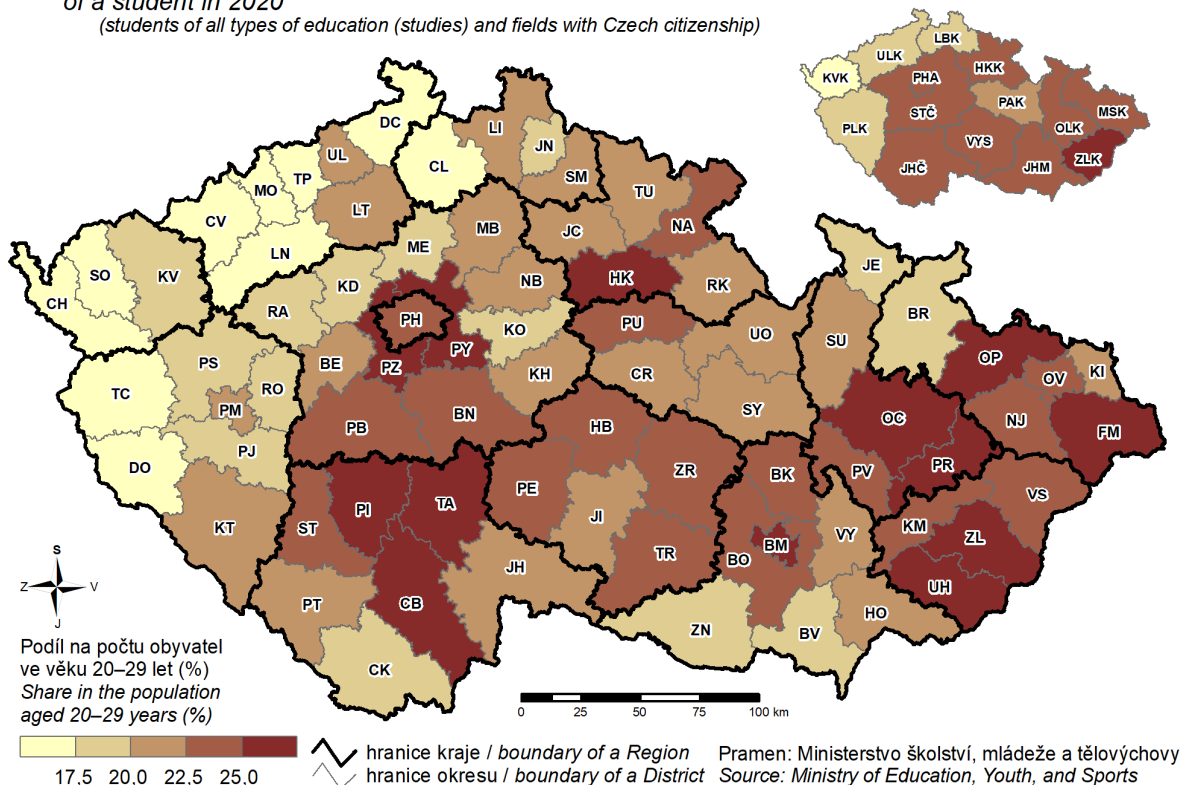 of a student in 2020
(students of all types of education (studies) and fields with Czech citizenship)
LBK
ULK
HKK
KVK
PHA
PAK
STČ
MSK
PLK
OLK
VYS
ZLK
JHČ
JHM
DC
LI
UL
JN
CL
TP
SM
MO
TU
LT
CV
NA
MB
JC
ME
LN
JE
SO
KV
HK
NB
KD
RK
CH
RA
BR
PH
PU
KO
UO
SU
PY
OP
PS
BE
PZ
KI
OV
CR
KH
RO
TC
PM
SY
BN
OC
NJ
PB
HB
FM
PJ
PR
DO
ZR
PV
BK
PE
VS
TA
PI
JI
KT
ST
KM
VY
ZL
BM
TR
BO
JH
UH
PT
CB
HO
ZN
BV
CK
S
Z V
J
Podíl na počtu obyvatel
ve věku 20–29 let (%)
Share in the population
aged 20–29 years (%)
17,5 20,0 22,5 25,0
0 25 50 75 100 km
hranice kraje / boundary of a Region
hranice okresu / boundary of a District
Pramen: Ministerstvo školství, mládeže a tělovýchovy
Source: Ministry of Education, Youth, and Sports